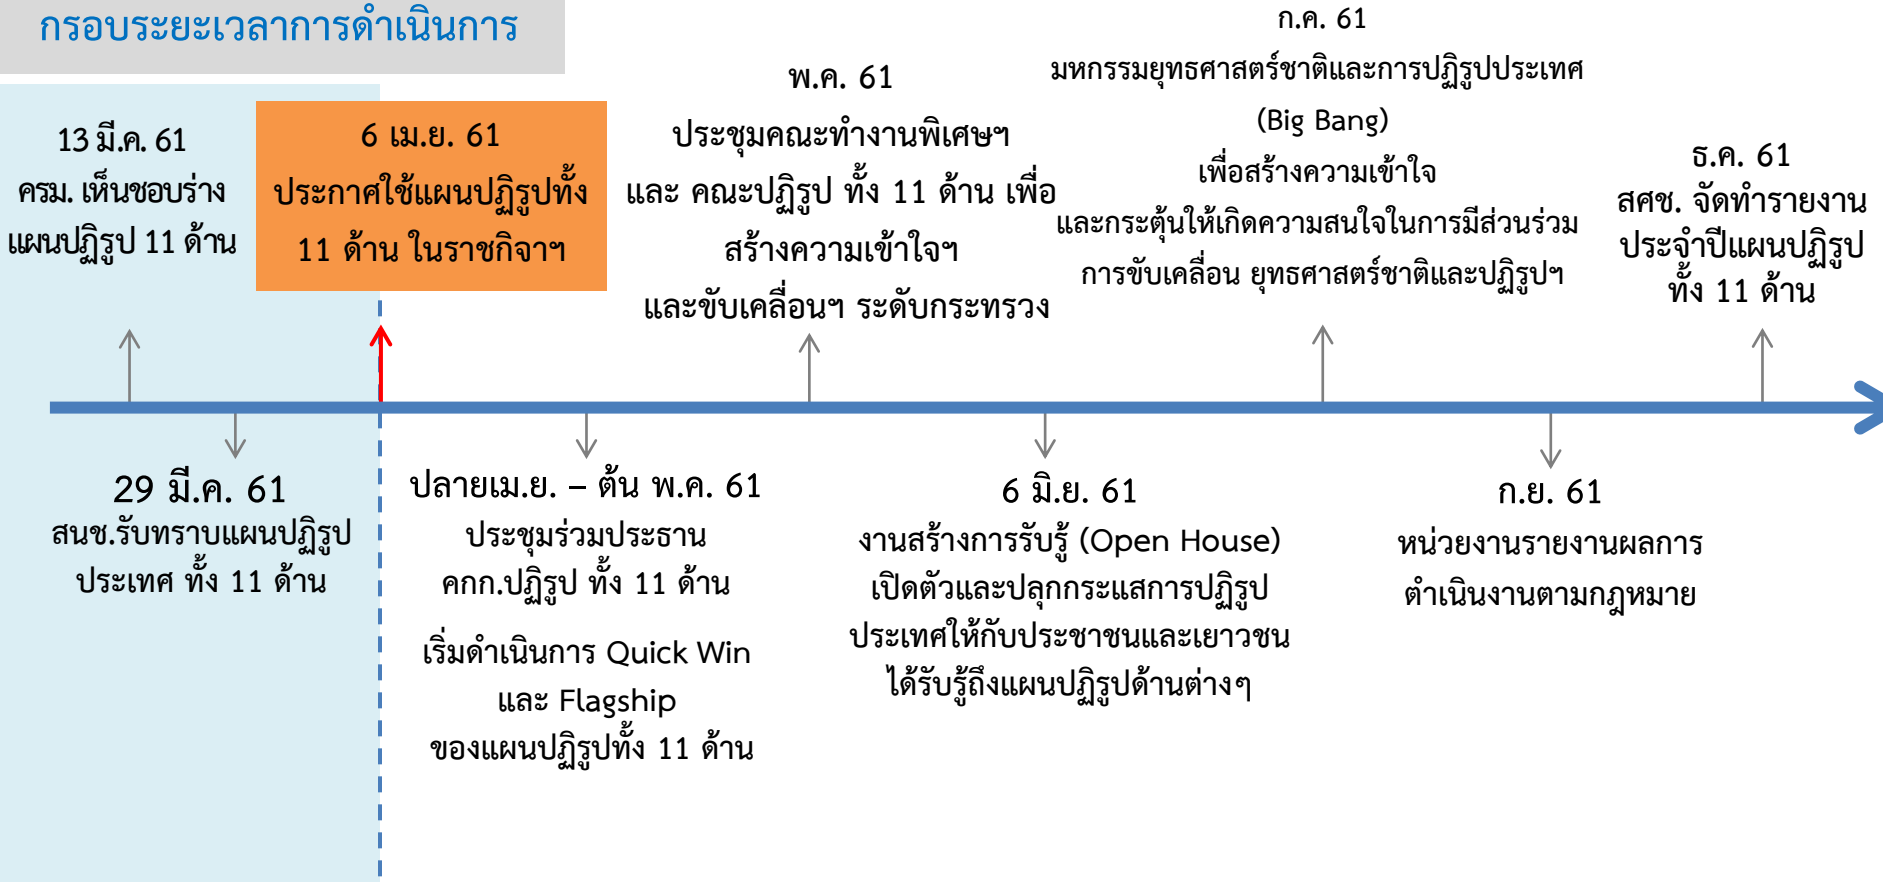 กรอบระยะเวลาการดำเนินการ
13 มี.ค. 61
ครม. เห็นชอบร่าง
แผนปฏิรูป 11 ด้าน
6 เม.ย. 61
ประกาศใช้แผนปฏิรูปทั้ง
11 ด้าน ในราชกิจาฯ
พ.ค. 61
ประชุมคณะทำงานพิเศษฯ
และ คณะปฏิรูป ทั้ง 11 ด้าน เพื่อ
สร้างความเข้าใจฯ
และขับเคลื่อนฯ ระดับกระทรวง
ก.ค. 61
มหกรรมยุทธศาสตร์ชาติและการปฏิรูปประเทศ
(Big Bang)
เพื่อสร้างความเข้าใจ
และกระตุ้นให้เกิดความสนใจในการมีส่วนร่วม
การขับเคลื่อน ยุทธศาสตร์ชาติและปฏิรูปฯ
ธ.ค. 61
สศช. จัดทำรายงาน
ประจำปีแผนปฏิรูป
ทั้ง 11 ด้าน
29 มี.ค. 61
สนช.รับทราบแผนปฏิรูป
ประเทศ ทั้ง 11 ด้าน
ปลายเม.ย. – ต้น พ.ค. 61
ประชุมร่วมประธาน
คกก.ปฏิรูป ทั้ง 11 ด้าน
เริ่มดำเนินการ Quick Win
และ Flagship
ของแผนปฏิรูปทั้ง 11 ด้าน
6 มิ.ย. 61
งานสร้างการรับรู้ (Open House)
เปิดตัวและปลุกกระแสการปฏิรูป
ประเทศให้กับประชาชนและเยาวชน
ได้รับรู้ถึงแผนปฏิรูปด้านต่างๆ
ก.ย. 61
หน่วยงานรายงานผลการ
ดำเนินงานตามกฎหมาย